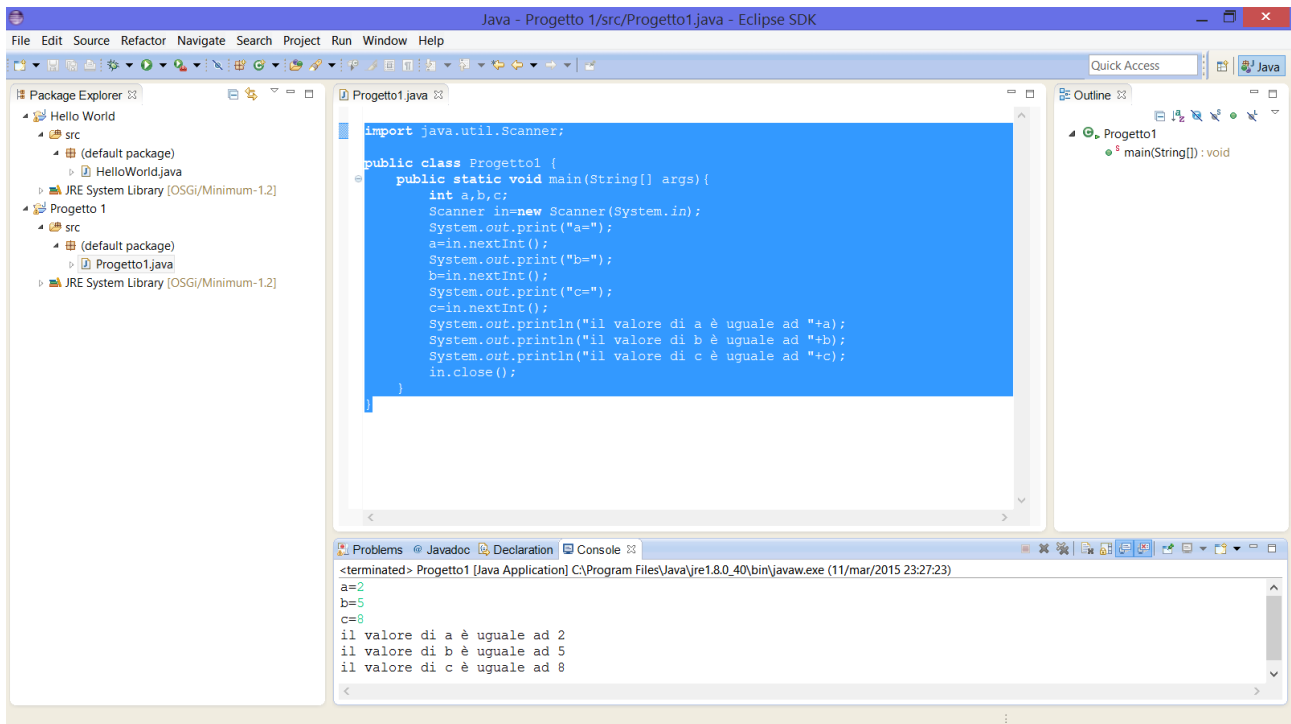 Java - Progetto 1/src/Progetto1.java - Eclipse SDK
File Edit Source Refactor Navigate Search Project Run Window Help
Quick Access
Java
Package Explorer
Hello World
src
(default package)
HelloWorld.java
JRE System Library [OSGi/Minimum-1.2]
Progetto 1
src
(default package)
Progetto1.java
JRE System Library [OSGi/Minimum-1.2]
Progetto1.java
import java.util.Scanner;
public class Progetto1 {
public static void main(String[] args){
int a,b,c;
Scanner in=new Scanner(System.in);
System.out.print("a=");
a=in.nextInt();
System.out.print("b=");
b=in.nextInt();
System.out.print("c=");
c=in.nextInt();
System.out.println("il valore di a è uguale ad "+a);
System.out.println("il valore di b è uguale ad "+b);
System.out.println("il valore di c è uguale ad "+c);
in.close();
}
}
Outline
Progetto1
main(String[]) : void
Problems @ Javadoc Declaration Console
<terminated> Progetto1 [Java Application] C:\Program Files\Java\jre1.8.0_40\bin\javaw.exe (11/mar/2015 23:27:23)
a=2
b=5
c=8
il valore di a è uguale ad 2
il valore di b è uguale ad 5
il valore di c è uguale ad 8